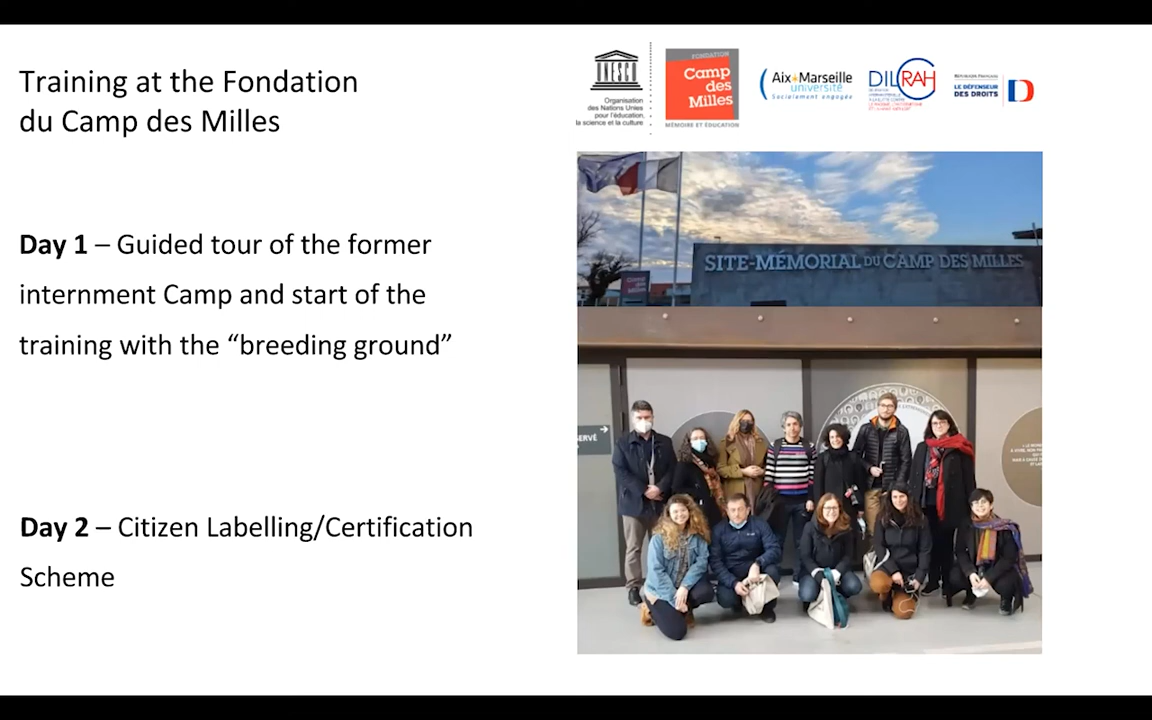 Training at the Fondation
du Camp des Milles
Day 1 – Guided tour of the former
internment Camp and start of the
training with the “breeding ground”
Day 2 – Citizen Labelling/Certification
Scheme
UNESCO
Organisation
des Nations Unies
pour l'éducation,
la science et la culture
FONDATION
Camp
des
Milles
MÉMOIRE ET ÉDUCATION
Aix Marseille
université
Socialement engagée
DILCRAH
RÉPUBLIQUE FRANÇAISE
LE DÉFENSEUR
DES DROITS
D
SITE-MÉMORIAL DU CAMP DES MILLES